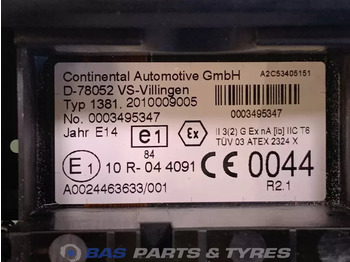 Continental Automotive GmbH A2C53405151
D-78052 VS-Villingen
Typ 1381. 2010009005
No. 0003495347 0003495347
Jahr E14 e1 Ex II 3(2) G Ex nA [ib] IIC T6
84 TÜV 03 ATEX 2324 X
E1 10 R- 04 4091 CE 0044
A0024463633/001 R2.1
BAS PARTS & TYRES